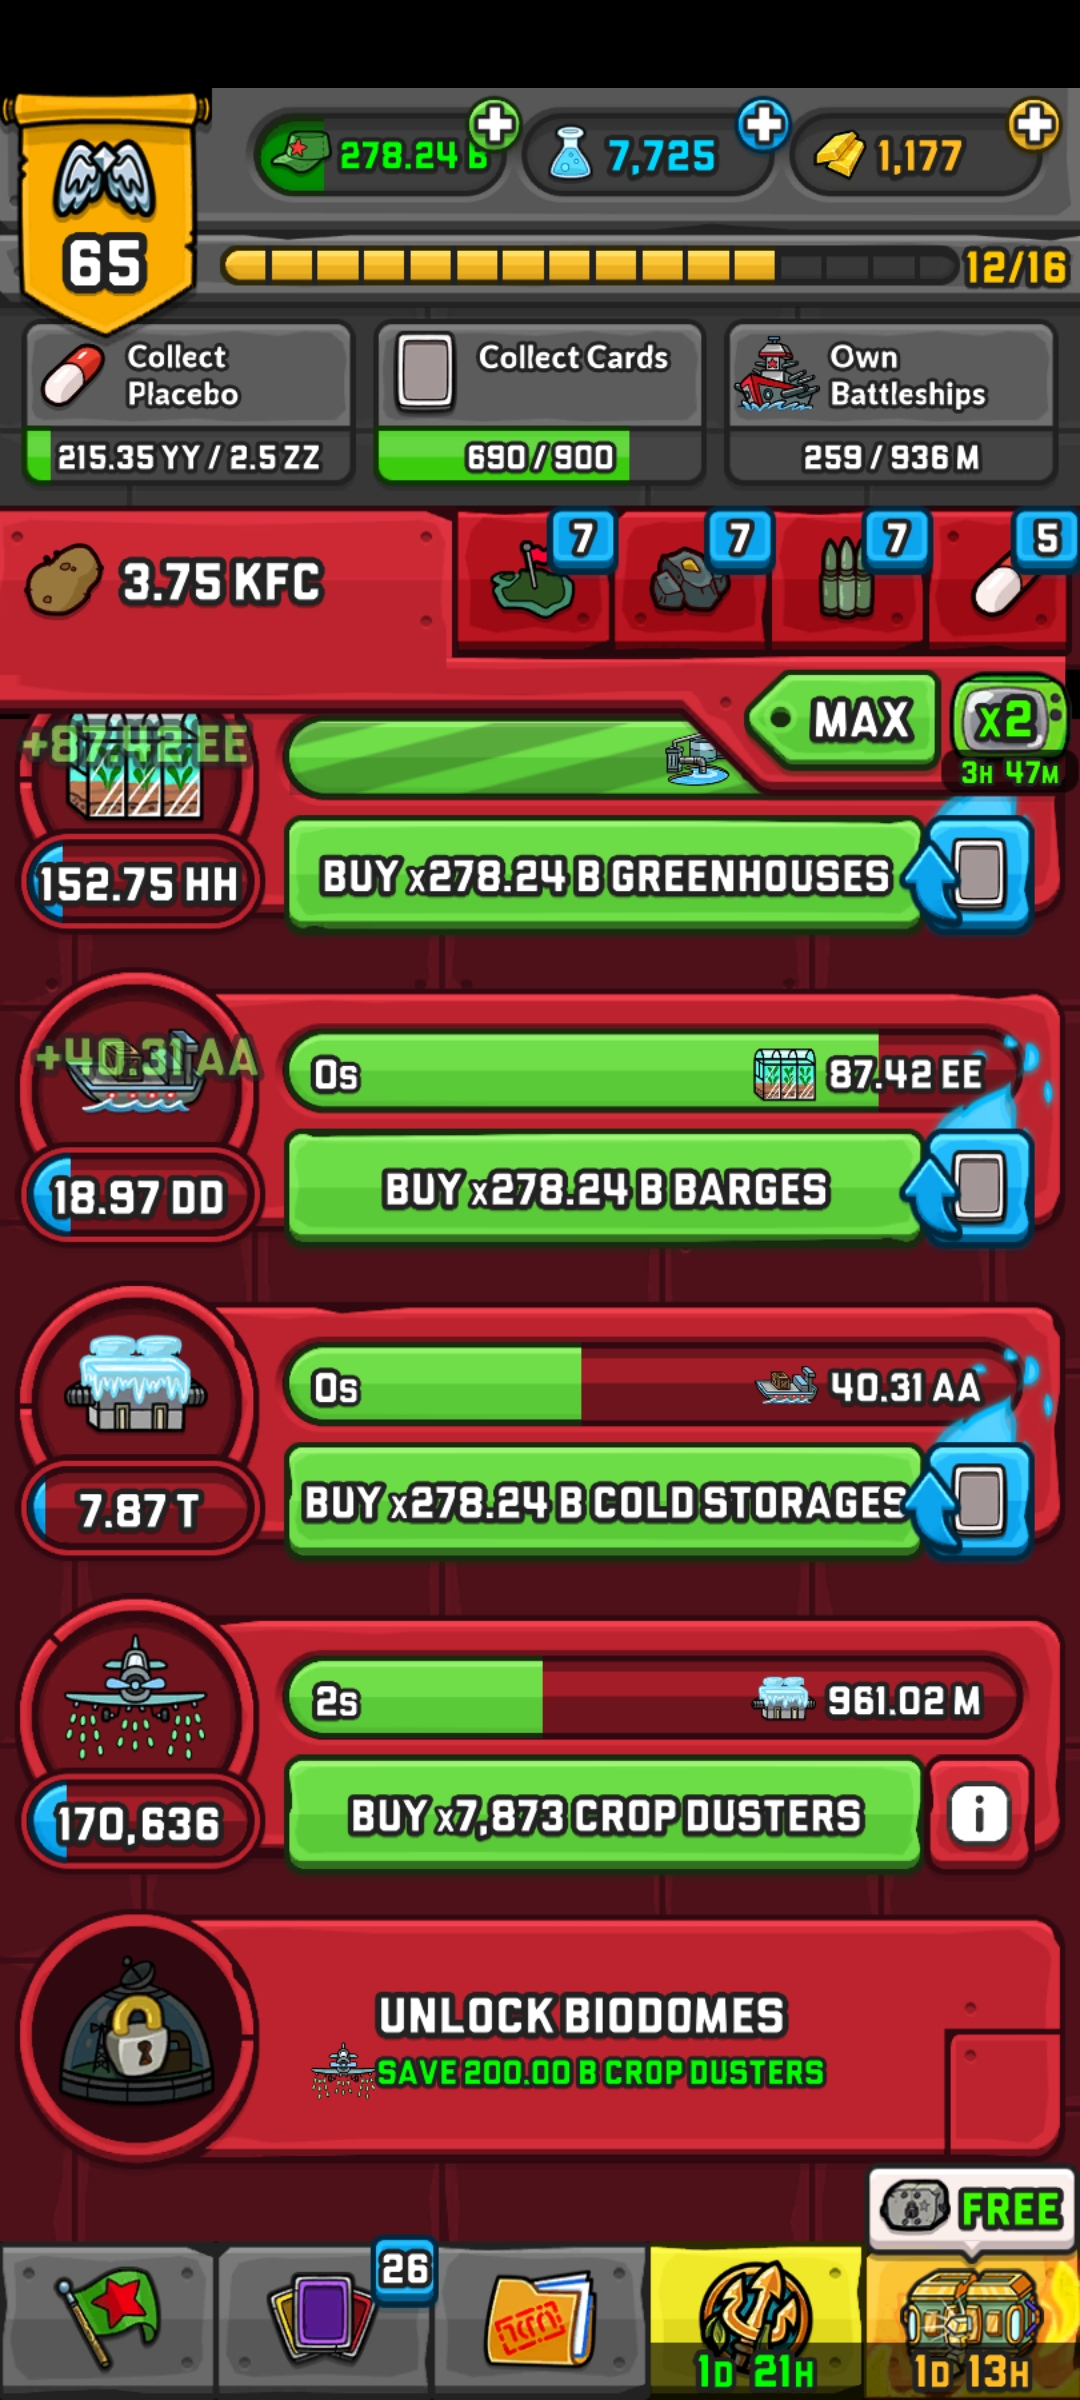 278.24 B
7,725
1,177
65
12/16
Collect
Placebo
Collect Cards
Own
Battleships
215.35 YY / 2.5 ZZ
690/900
259 / 936 M
3.75 KFC
7
7
7
5
MAX
x2
3H 47M
+87.42 EE
152.75 HH
BUY x278.24 B GREENHOUSES
+40.31 AA
0s
87.42 EE
18.97 DD
BUY x278.24 B BARGES
0s
40.31 AA
7.87 T
BUY x278.24 B COLD STORAGES
2s
961.02 M
170,636
BUY x7,873 CROP DUSTERS
i
UNLOCK BIODOMES
SAVE 200.00 B CROP DUSTERS
FREE
26
1D 21H
1D 13H